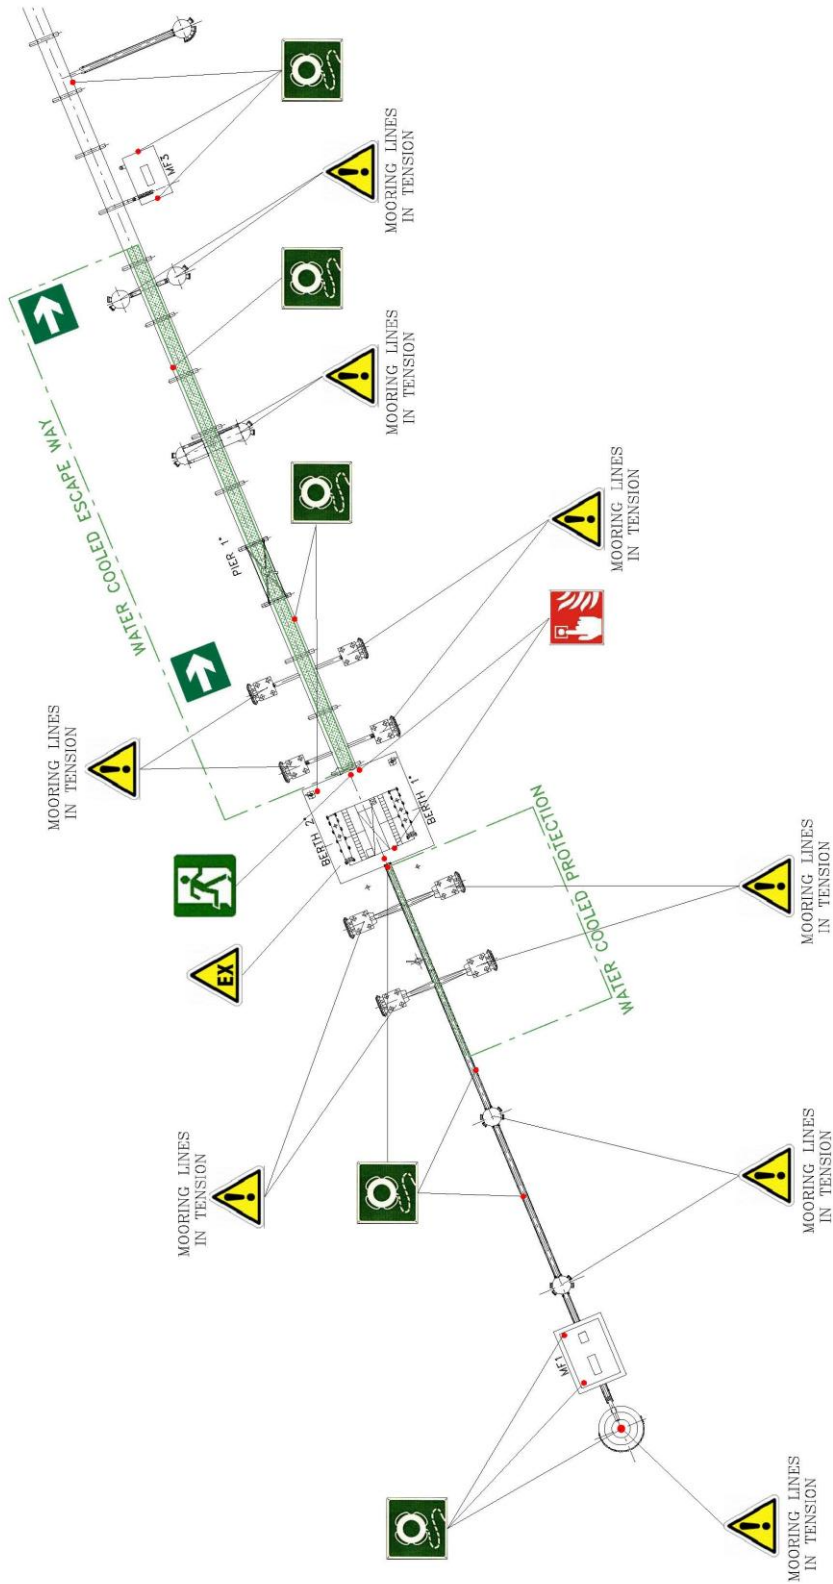 MF3
MOORING LINES
IN TENSION
MOORING LINES
IN TENSION
WATER COOLED ESCAPE WAY
PIER 1°
MOORING LINES
IN TENSION
MOORING LINES
IN TENSION
BERTH 2°
BERTH 1°
WATER COOLED PROTECTION
EX
MOORING LINES
IN TENSION
MOORING LINES
IN TENSION
MOORING LINES
IN TENSION
MF1
MOORING LINES
IN TENSION